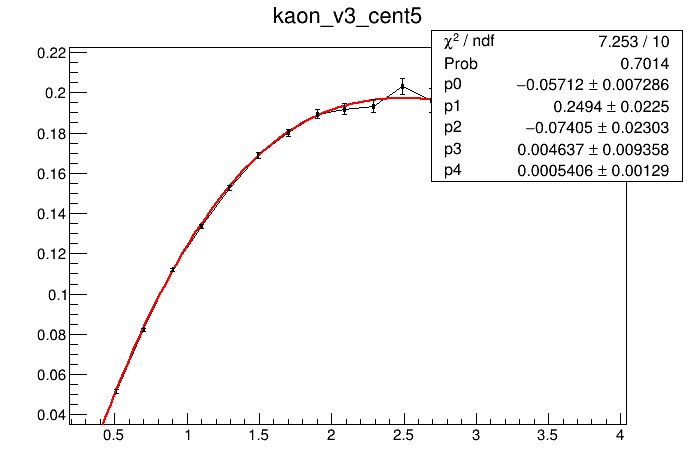 kaon_v3_cent5
χ² / ndf 7.253 / 10
Prob 0.7014
p0 −0.05712 ± 0.007286
p1 0.2494 ± 0.0225
p2 −0.07405 ± 0.02303
p3 0.004637 ± 0.009358
p4 0.0005406 ± 0.00129
0.22
0.2
0.18
0.16
0.14
0.12
0.1
0.08
0.06
0.04
0.5 1 1.5 2 2.5 3 3.5 4